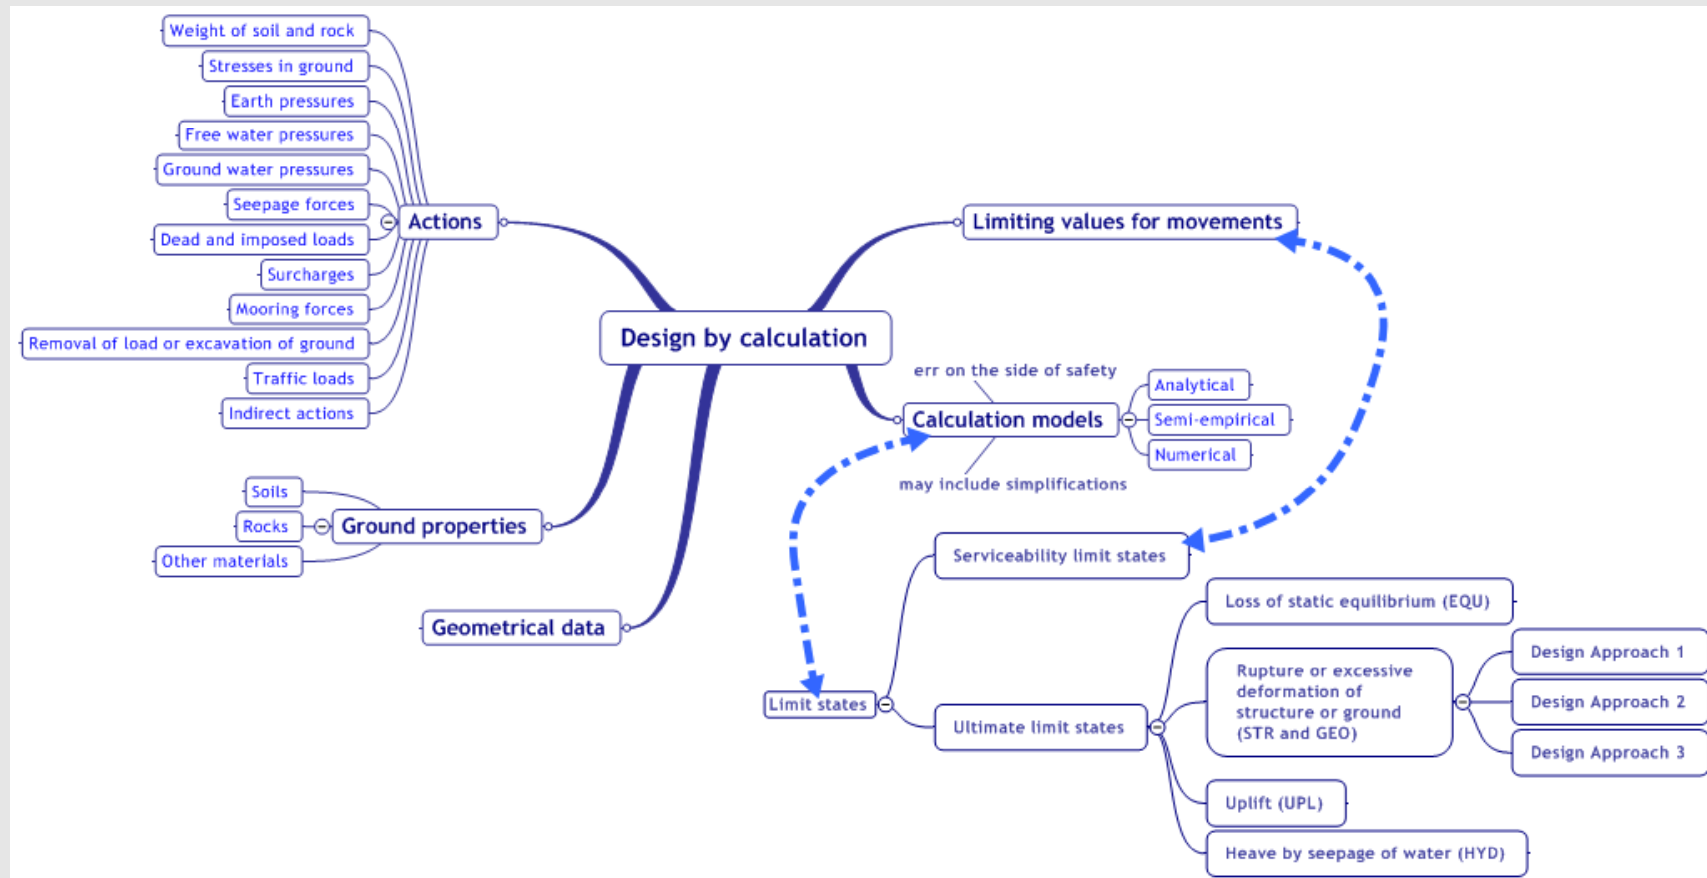 Weight of soil and rock
Stresses in ground
Earth pressures
Free water pressures
Ground water pressures
Seepage forces
Dead and imposed loads
Surcharges
Mooring forces
Removal of load or excavation of ground
Traffic loads
Indirect actions
Actions
Limiting values for movements
Design by calculation
err on the side of safety
Calculation models
may include simplifications
Analytical
Semi-empirical
Numerical
Soils
Rocks
Other materials
Ground properties
Geometrical data
Limit states
Serviceability limit states
Ultimate limit states
Loss of static equilibrium (EQU)
Rupture or excessive
deformation of
structure or ground
(STR and GEO)
Design Approach 1
Design Approach 2
Design Approach 3
Uplift (UPL)
Heave by seepage of water (HYD)